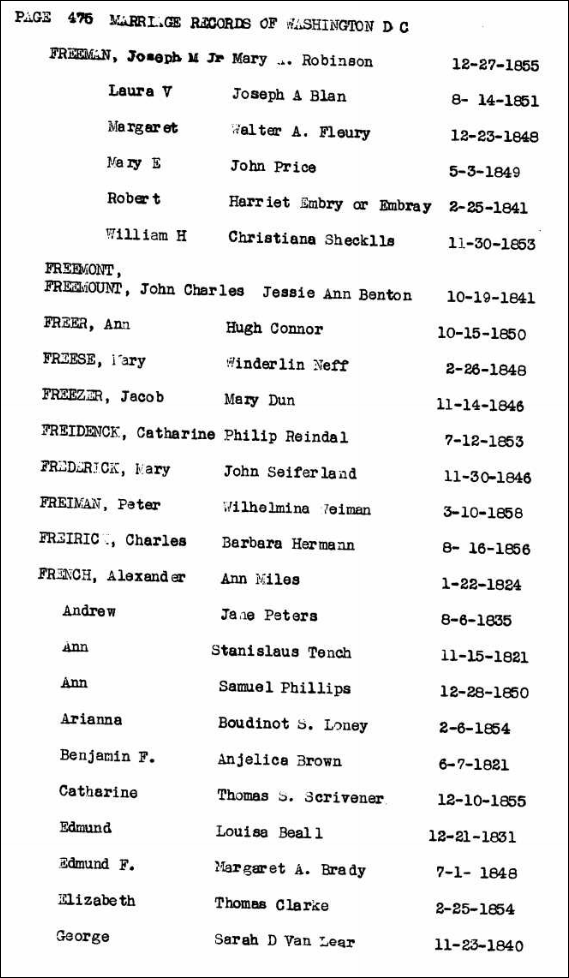 PAGE 475 MARRIAGE RECORDS OF WASHINGTON D C
FREEMAN, Joseph M Jr Mary Robinson 12-27-1855
Laura V Joseph A Blan 8- 14-1851
Margaret Walter A. Fleury 12-23-1848
Mary E John Price 5-3-1849
Robert Harriet Embry or Embray 2-25-1841
William H Christiana Shecklls 11-30-1853
FREEMONT,
FREEMOUNT, John Charles Jessie Ann Benton 10-19-1841
FREER, Ann Hugh Connor 10-15-1850
FREESE, Mary Winderlin Neff 2-26-1848
FREEZER, Jacob Mary Dun 11-14-1846
FREIDENCK, Catharine Philip Reindal 7-12-1853
FREDERICK, Mary John Seiferland 11-30-1846
FREIMAN, Peter Wilhelmina 3-10-1858
Charles Barbara Hermann 8- 16-1856
FRENCH, Alexander Ann Miles 1-22-1824
Andrew Jane Peters 8-6-1835
Ann Stanislaus Tench 11-15-1821
Ann Samuel Phillips 12-28-1850
Arianna Boudinot S. Loney 2-6-1854
Benjamin F. Anjelica Brown 6-7-1821
Catharine Thomas S. Scrivener 12-10-1855
Edmund Louisa Beall 12-21-1831
Edmund F. Margaret A. Brady 7-1- 1848
Elizabeth Thomas Clarke 2-25-1854
George Sarah D Van Lear 11-23-1840